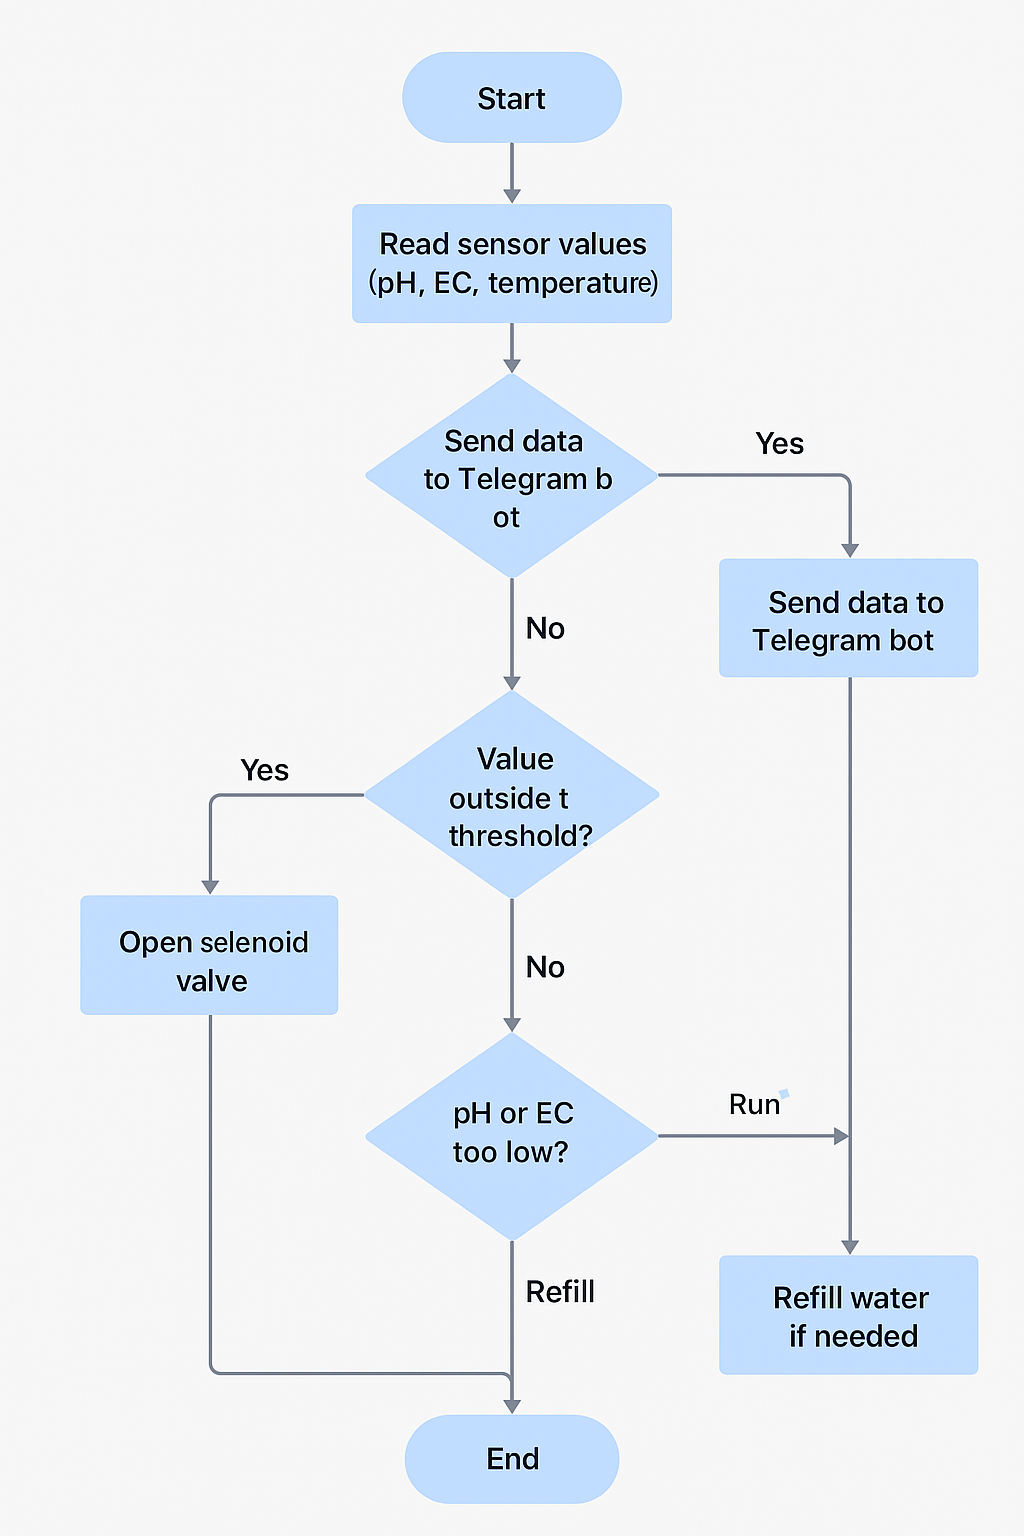 Start
Read sensor values
(pH, EC, temperature)
Send data
to Telegram b
ot
Yes
Send data to
Telegram bot
No
Value
outside t
threshold?
Yes
Open selenoid
valve
No
pH or EC
too low?
Run
Refill
Refill water
if needed
End